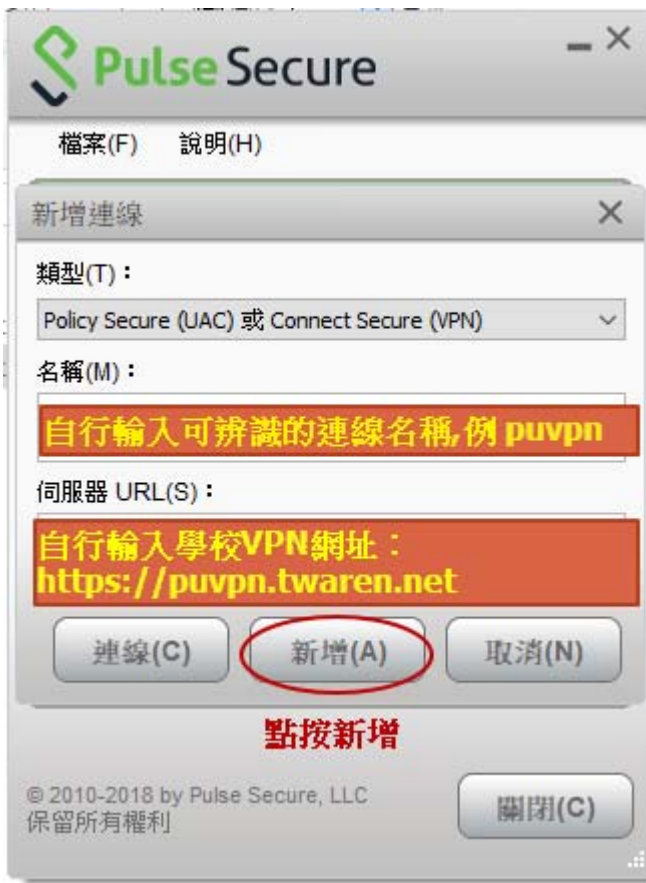 Pulse Secure
檔案(F) 說明(H)
新增連線
類型(T)：
Policy Secure (UAC) 或 Connect Secure (VPN)
名稱(M)：
自行輸入可辨識的連線名稱,例 puvpn
伺服器 URL(S)：
自行輸入學校VPN網址：
https://puvpn.twaren.net
連線(C) 新增(A) 取消(N)
點按新增
© 2010-2018 by Pulse Secure, LLC
保留所有權利
關閉(C)